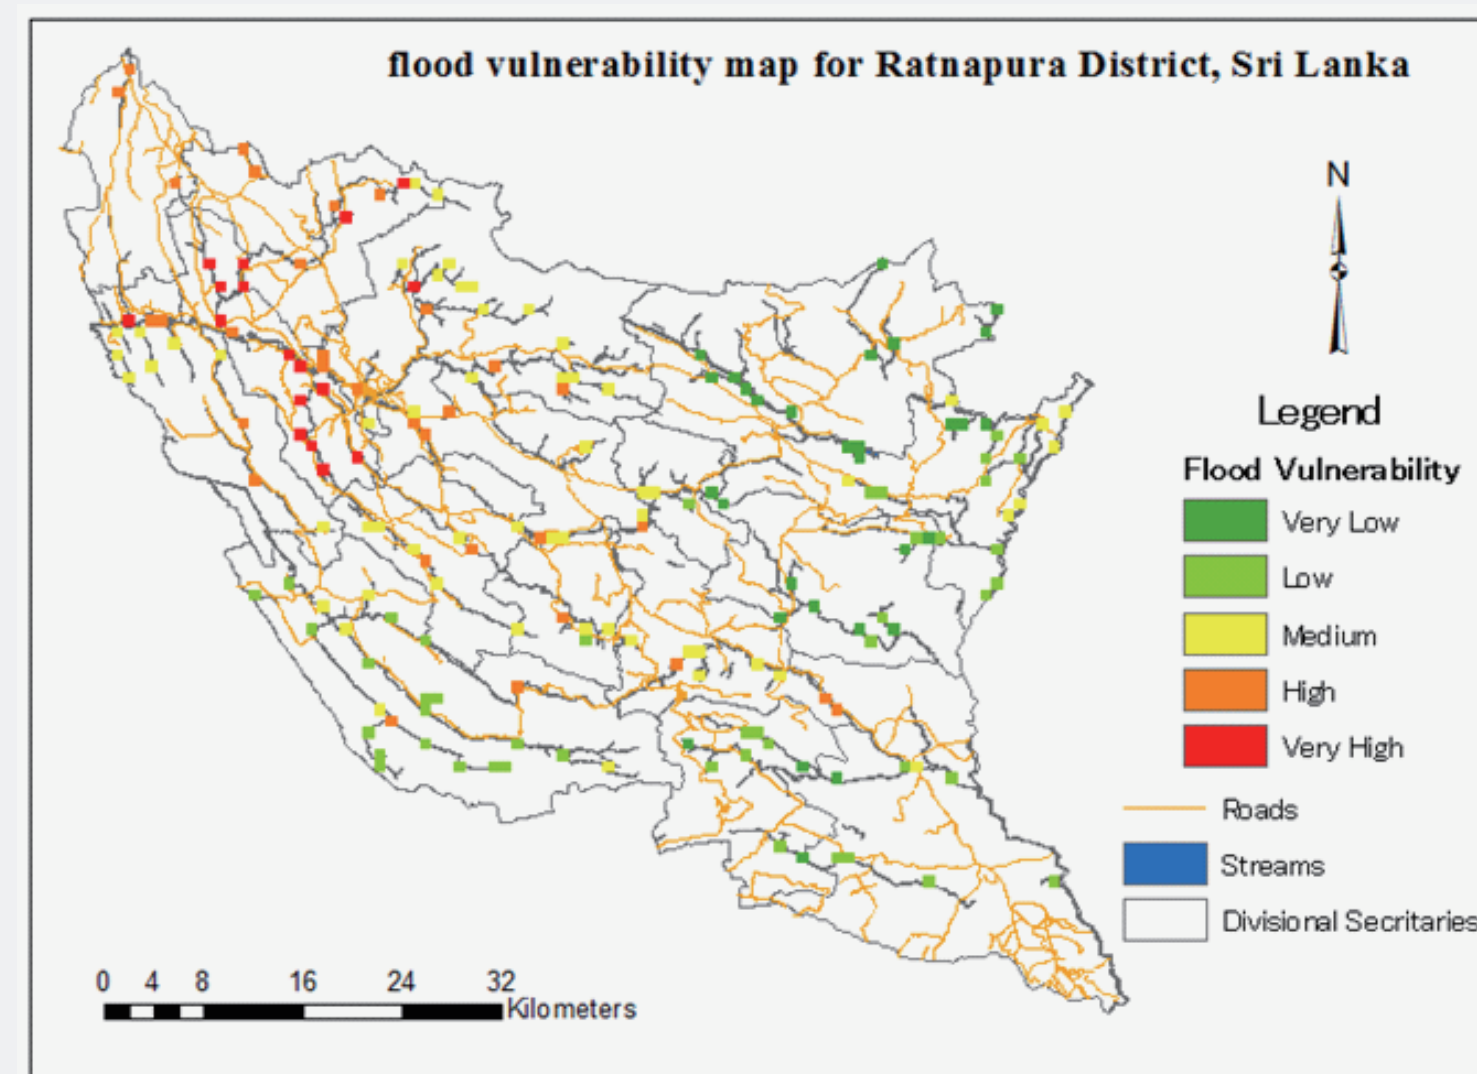 flood vulnerability map for Ratnapura District, Sri Lanka
N
Legend
Flood Vulnerability
Very Low
Low
Medium
High
Very High
Roads
Streams
Divisional Secritaries
0 4 8 16 24 32
Kilometers